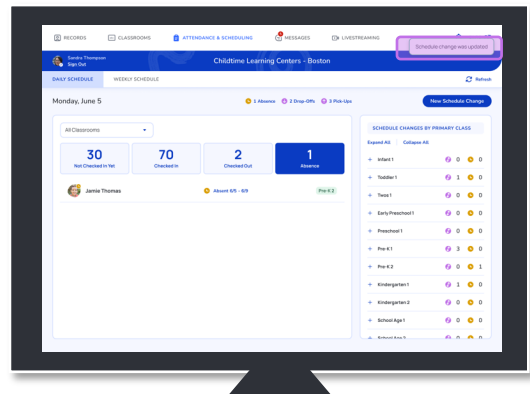 RECORDS
CLASSROOMS
ATTENDANCE & SCHEDULING
MESSAGES
LIVESTREAMING
Schedule change was updated
Sandra Thompson
Sign Out
Childtime Learning Centers - Boston
DAILY SCHEDULE
WEEKLY SCHEDULE
Refresh
Monday, June 5
1 Absence
2 Drop-Offs
3 Pick-Ups
New Schedule Change
All Classrooms
30
Not Checked In Yet
70
Checked In
2
Checked Out
1
Absence
Jamie Thomas
Absent 6/5 - 6/9
Pre-K 2
SCHEDULE CHANGES BY PRIMARY CLASS
Expand All
Collapse All
+ Infant 1 0 0
+ Toddler 1 1 0
+ Twos 1 0 0
+ Early Preschool 1 0 0
+ Preschool 1 0 0
+ Pre-K 1 3 0
+ Pre-K 2 0 1
+ Kindergarten 1 1 0
+ Kindergarten 2 0 0
+ School Age 1 0 0
+ School Age 2 0 0